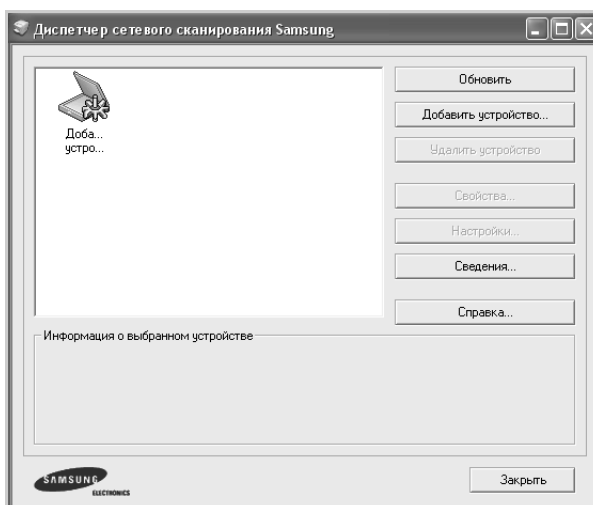 Диспетчер сетевого сканирования Samsung
Доба...
устро...
Обновить
Добавить устройство...
Удалить устройство
Свойства...
Настройки...
Сведения...
Справка...
Информация о выбранном устройстве
SAMSUNG
ELECTRONICS
Закрыть